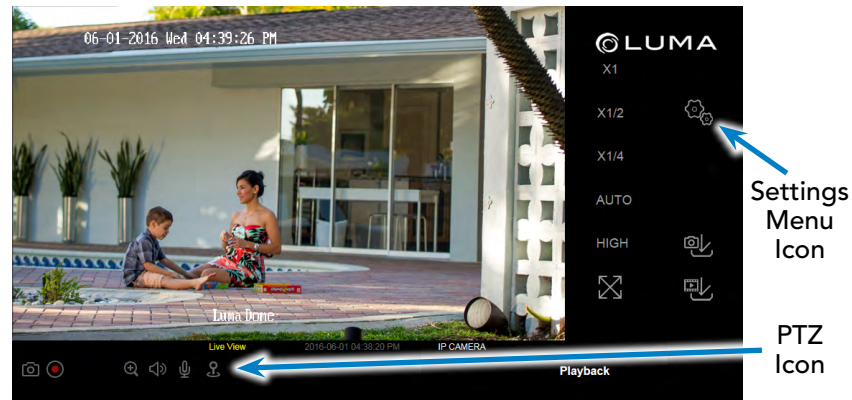 06-01-2016 Wed 04:39:26 PM
LUMA
X1
X1/2
X1/4
AUTO
HIGH
Settings
Menu
Icon
Luma Dome
Live View
2016-06-01 04:38:20 PM
IP CAMERA
Playback
PTZ
Icon